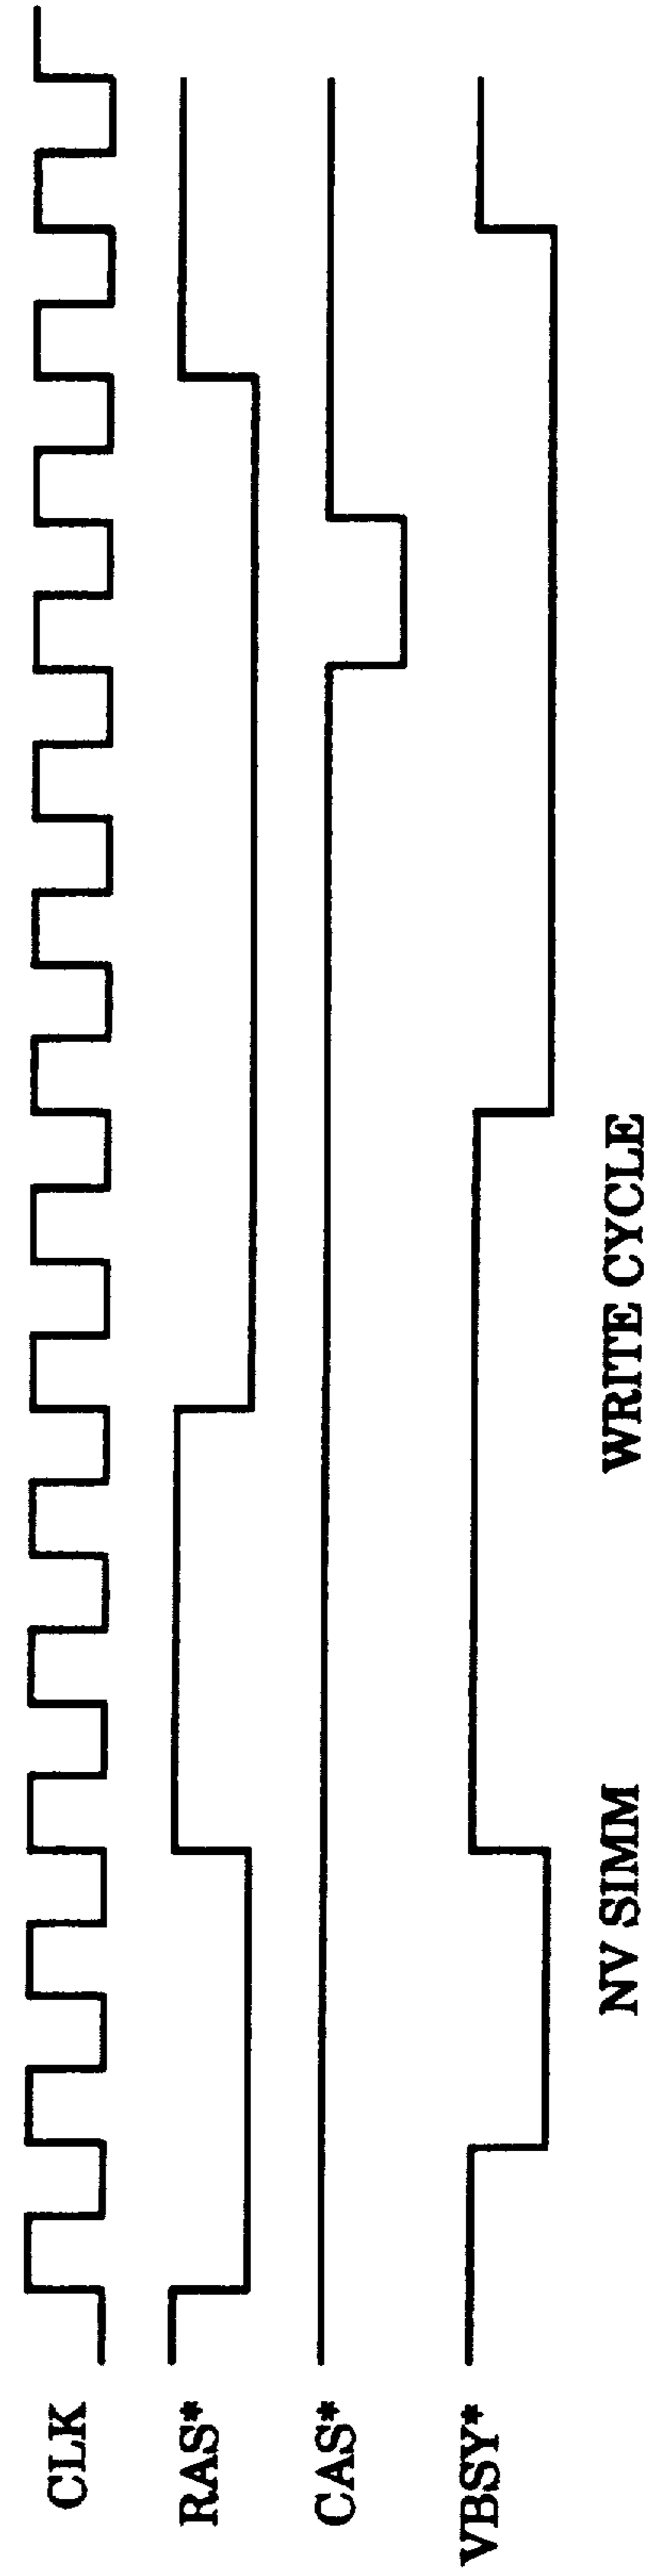 CLK
RAS*
CAS*
VBSY*
NV SIMM WRITE CYCLE